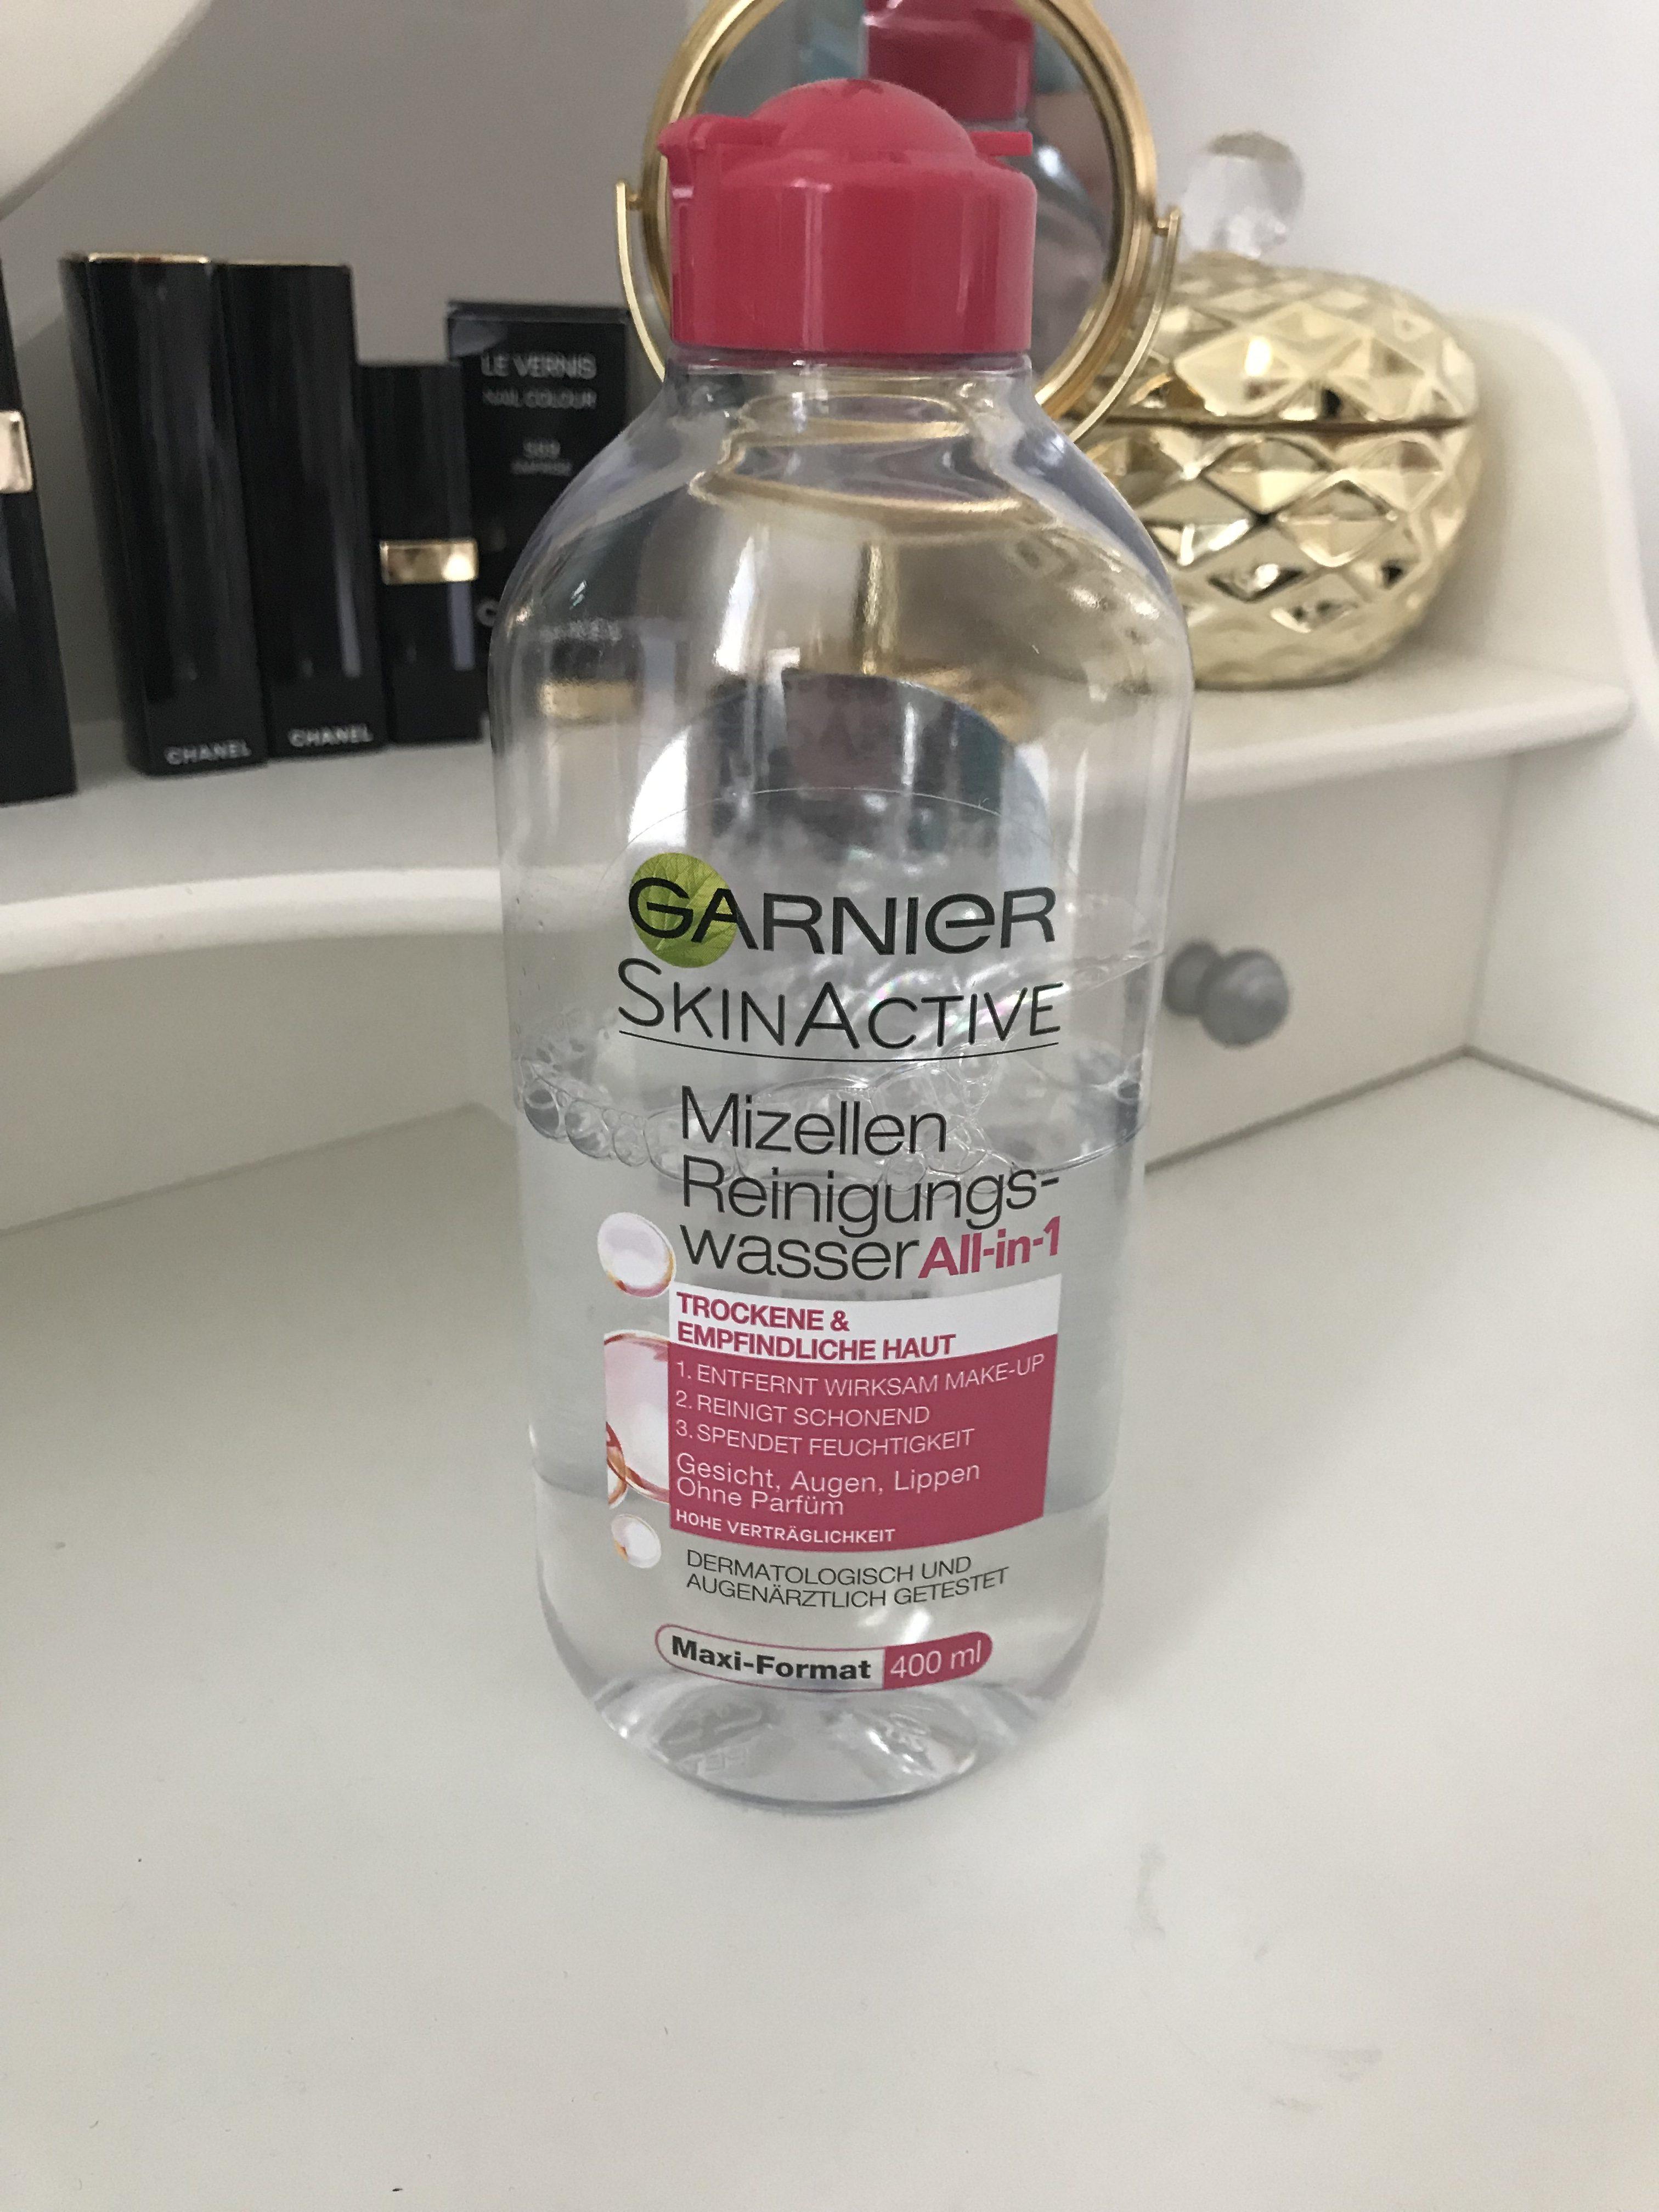 LE VERNIS
NAIL COLOUR
CHANEL
CHANEL
GARNIER
SKINACTIVE
Mizellen
Reinigungs-
wasser All-in-1
TROCKENE &
EMPFINDLICHE HAUT
1. ENTFERNT WIRKSAM MAKE-UP
2. REINIGT SCHONEND
3. SPENDET FEUCHTIGKEIT
Gesicht, Augen, Lippen
Ohne Parfüm
HOHE VERTRÄGLICHKEIT
DERMATOLOGISCH UND
AUGENÄRZTLICH GETESTET
Maxi-Format 400 ml